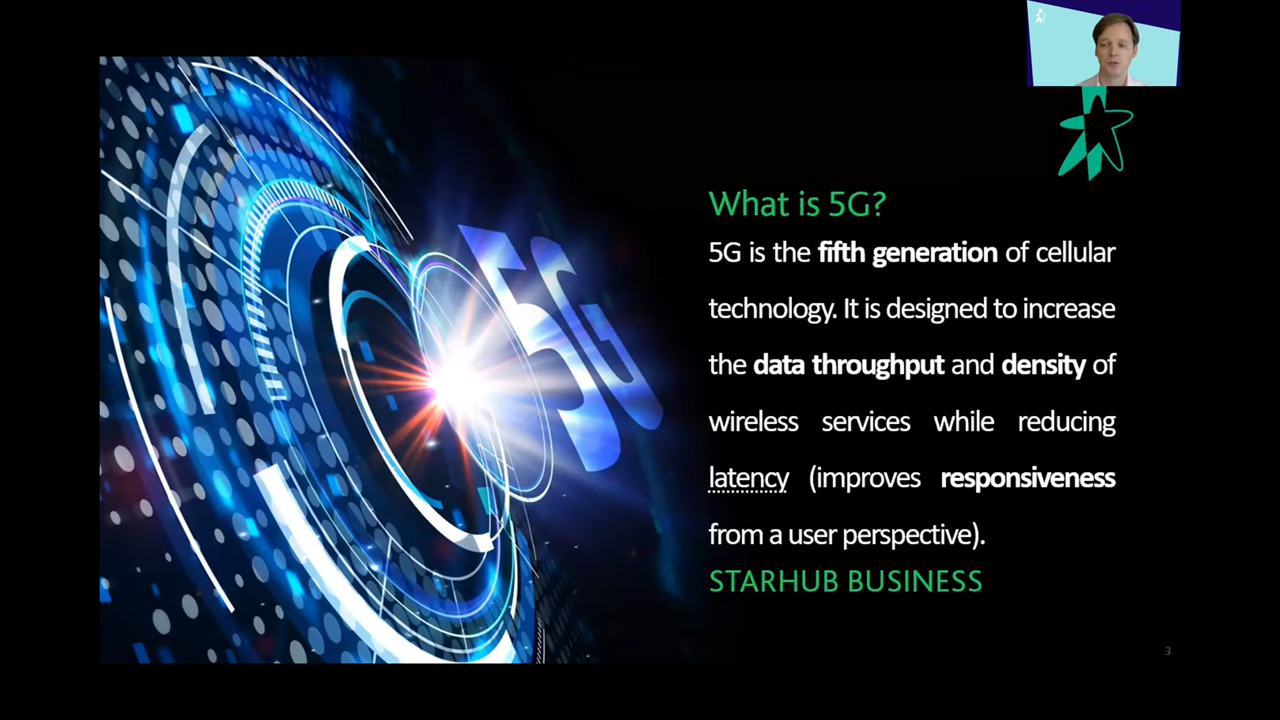 5G
What is 5G?
5G is the fifth generation of cellular
technology. It is designed to increase
the data throughput and density of
wireless services while reducing
latency (improves responsiveness
from a user perspective).
STARHUB BUSINESS
3